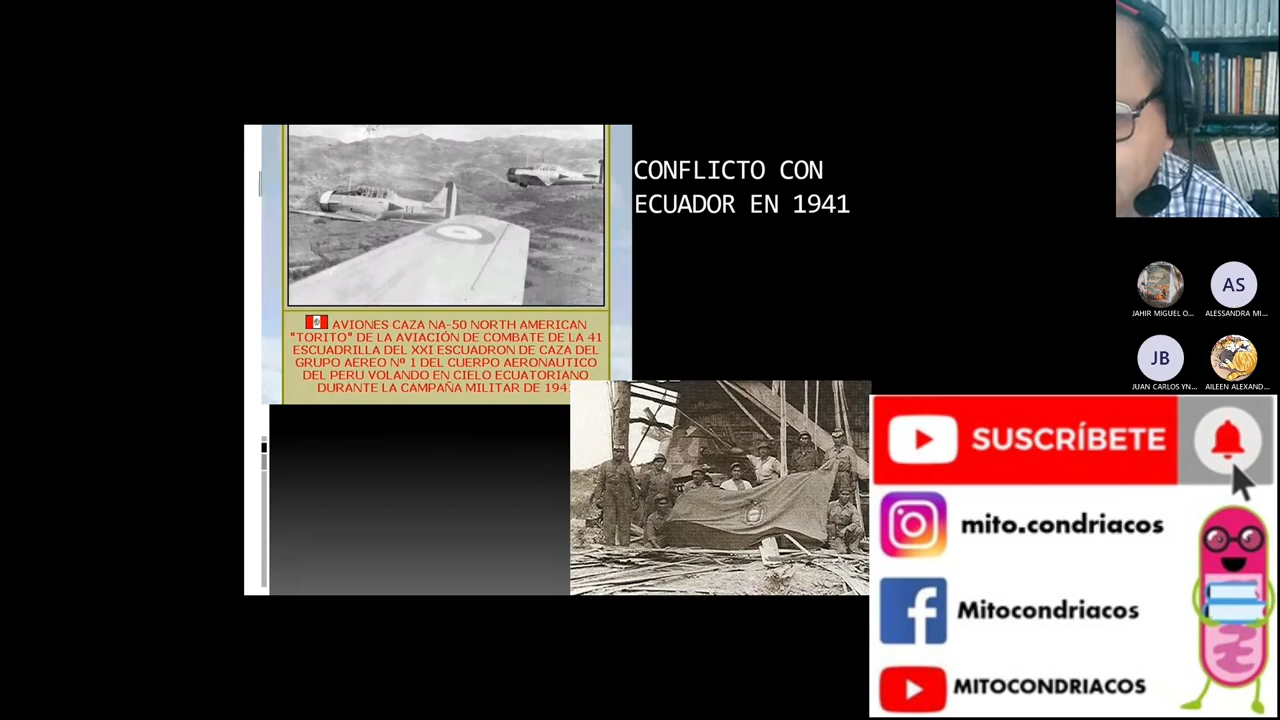 CONFLICTO CON
ECUADOR EN 1941
AVIONES CAZA NA-50 NORTH AMERICAN
"TORITO" DE LA AVIACIÓN DE COMBATE DE LA 41
ESCUADRILLA DEL XXI ESCUADRON DE CAZA DEL
GRUPO AEREO Nº 1 DEL CUERPO AERONAUTICO
DEL PERU VOLANDO EN CIELO ECUATORIANO
DURANTE LA CAMPAÑA MILITAR DE 194
JAHIR MIGUEL O...
AS
ALESSANDRA MI...
JB
JUAN CARLOS YN...
AILEEN ALEXAND...
SUSCRÍBETE
mito.condriacos
Mitocondriacos
MITOCONDRIACOS